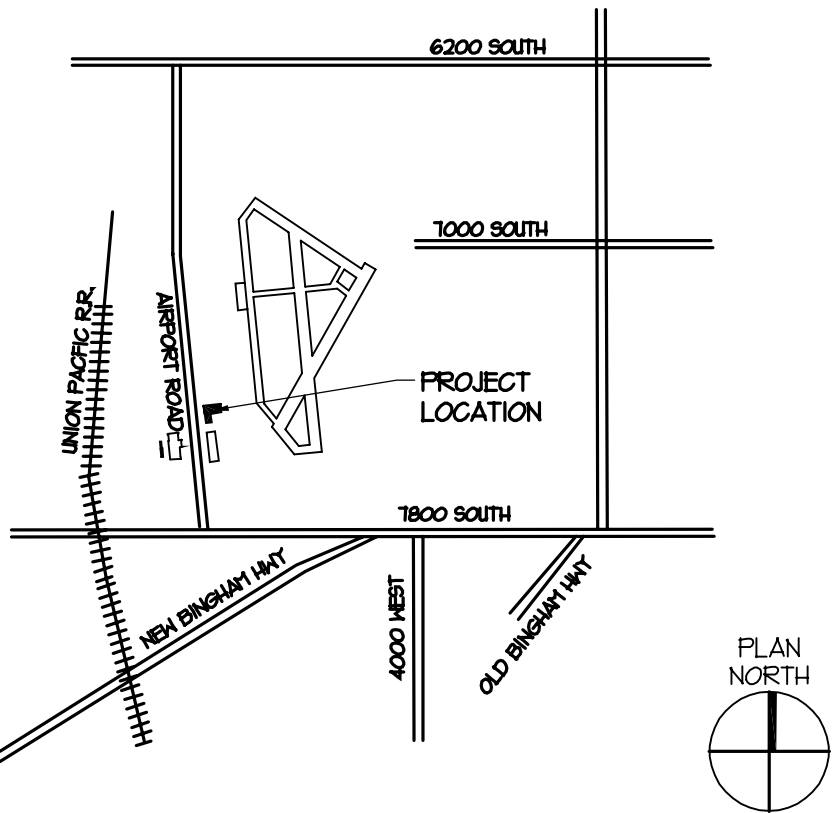 6200 SOUTH
7000 SOUTH
UNION PACFIC R.R.
AIRPORT ROAD
PROJECT
LOCATION
7800 SOUTH
NEW BINGHAM HWY
4000 WEST
OLD BINGHAM HWY
PLAN
NORTH